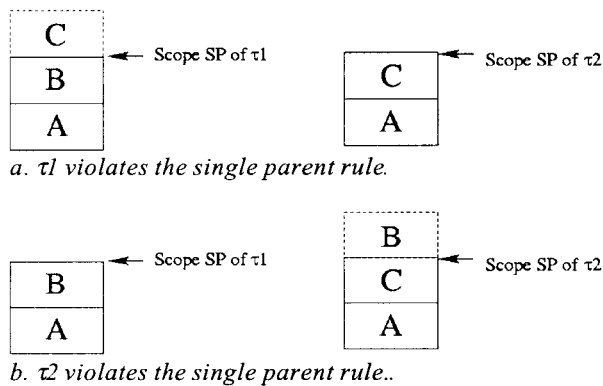 C
Scope SP of τ1
B
A
Scope SP of τ2
C
A
a. τ1 violates the single parent rule.
Scope SP of τ1
B
A
B
Scope SP of τ2
C
A
b. τ2 violates the single parent rule..